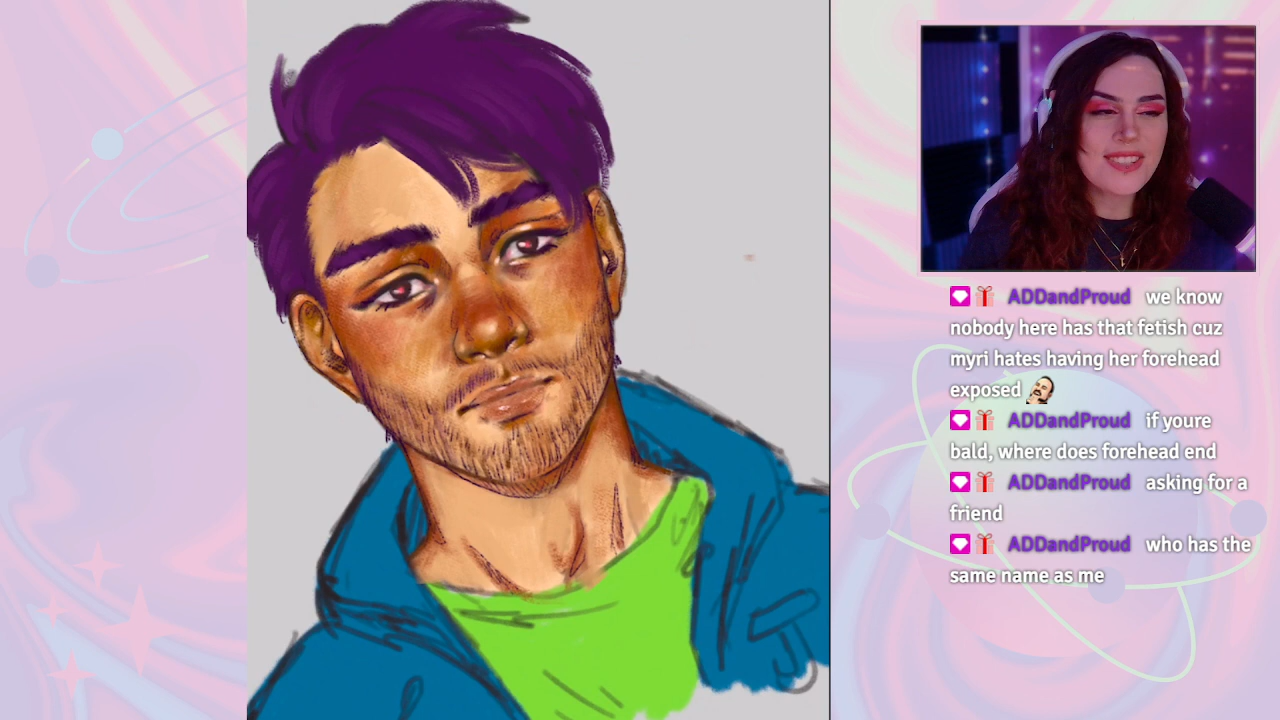 ADDandProud we know
nobody here has that fetish cuz
myri hates having her forehead
exposed
ADDandProud if youre
bald, where does forehead end
ADDandProud asking for a
friend
ADDandProud who has the
same name as me